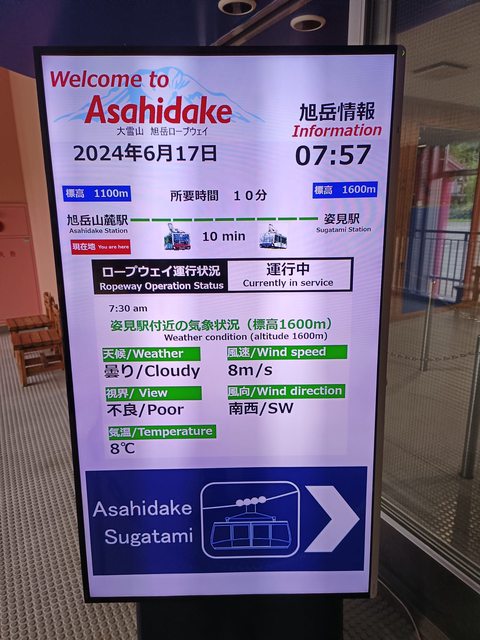 Welcome to
Asahidake
大雪山 旭岳ロープウェイ
旭岳情報
Information
2024年6月17日
07:57
標高 1100m
所要時間 10分
標高 1600m
旭岳山麓駅
Asahidake Station
姿見駅
Sugatami Station
現在地 You are here
10 min
ロープウェイ運行状況
Ropeway Operation Status
運行中
Currently in service
7:30 am
姿見駅付近の気象状況（標高1600m）
Weather condition (altitude 1600m)
天候/Weather
曇り/Cloudy
風速/Wind speed
8m/s
視界/ View
不良/Poor
風向/Wind direction
南西/SW
気温/Temperature
8℃
Asahidake
Sugatami